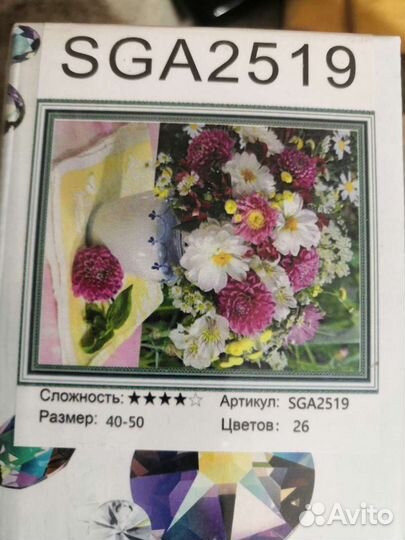 SGA2519
Сложность: ★★★★☆ Артикул: SGA2519
Размер: 40-50 Цветов: 26
Avito